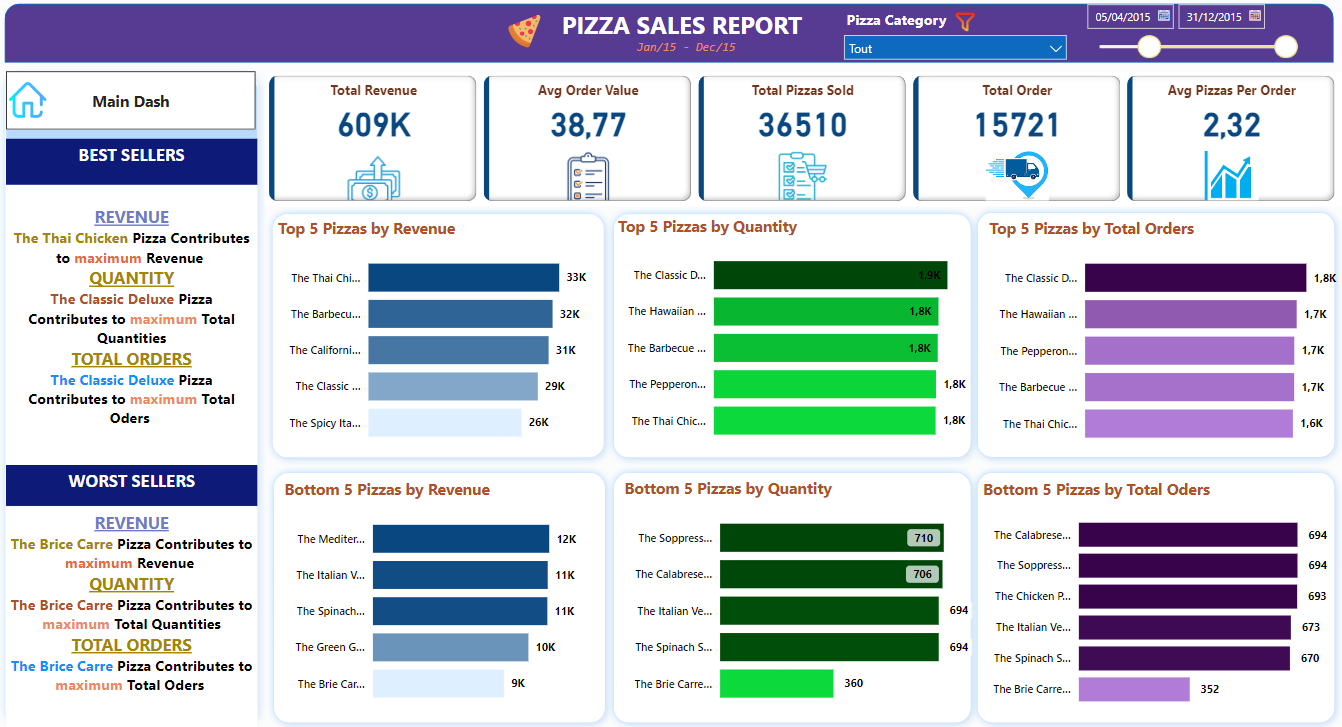 PIZZA SALES REPORT
Jan/15 - Dec/15
Pizza Category
Tout
05/04/2015
31/12/2015
Main Dash
BEST SELLERS
REVENUE
The Thai Chicken Pizza Contributes
to maximum Revenue
QUANTITY
The Classic Deluxe Pizza
Contributes to maximum Total
Quantities
TOTAL ORDERS
The Classic Deluxe Pizza
Contributes to maximum Total
Oders
WORST SELLERS
REVENUE
The Brice Carre Pizza Contributes to
maximum Revenue
QUANTITY
The Brice Carre Pizza Contributes to
maximum Total Quantities
TOTAL ORDERS
The Brice Carre Pizza Contributes to
maximum Total Oders
Total Revenue
609K
Avg Order Value
38,77
Total Pizzas Sold
36510
Total Order
15721
Avg Pizzas Per Order
2,32
Top 5 Pizzas by Revenue
The Thai Chi... 33K
The Barbecu... 32K
The Californi... 31K
The Classic ... 29K
The Spicy Ita... 26K
Top 5 Pizzas by Quantity
The Classic D... 1,9K
The Hawaiian ... 1,8K
The Barbecue ... 1,8K
The Pepperon... 1,8K
The Thai Chic... 1,8K
Top 5 Pizzas by Total Orders
The Classic D... 1,8K
The Hawaiian ... 1,7K
The Pepperon... 1,7K
The Barbecue ... 1,7K
The Thai Chic... 1,6K
Bottom 5 Pizzas by Revenue
The Mediter... 12K
The Italian V... 11K
The Spinach... 11K
The Green G... 10K
The Brie Car... 9K
Bottom 5 Pizzas by Quantity
The Soppress... 710
The Calabrese... 706
The Italian Ve... 694
The Spinach S... 694
The Brie Carre... 360
Bottom 5 Pizzas by Total Oders
The Calabrese... 694
The Soppress... 694
The Chicken P... 693
The Italian Ve... 673
The Spinach S... 670
The Brie Carre... 352